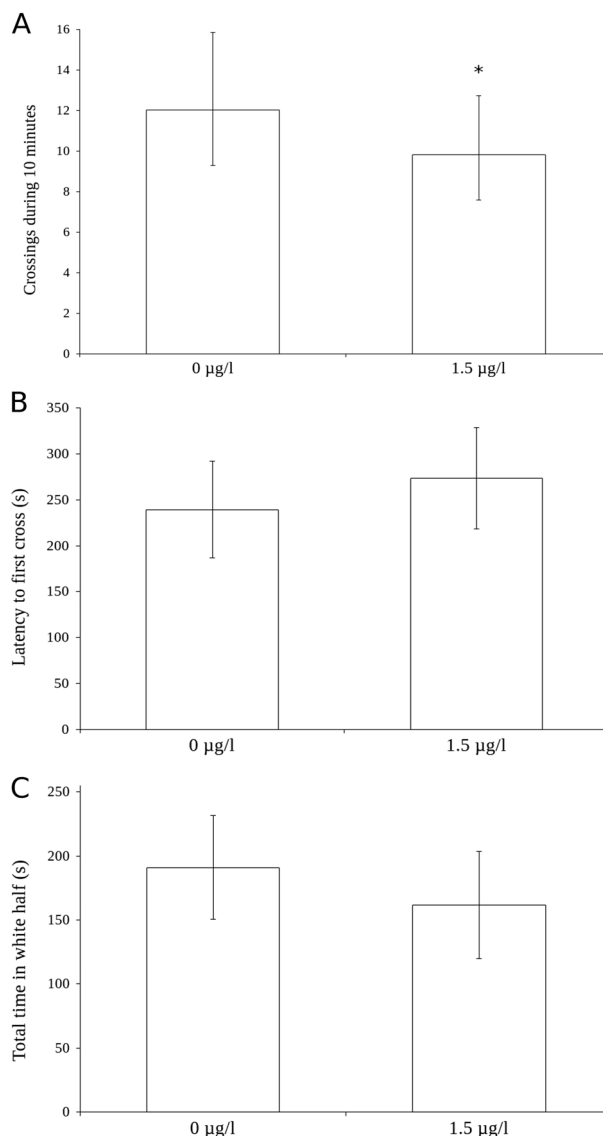 A
Crossings during 10 minutes
16
14
12
10
8
6
4
2
0
*
0 µg/l
1.5 µg/l
B
Latency to first cross (s)
350
300
250
200
150
100
50
0
0 µg/l
1.5 µg/l
C
Total time in white half (s)
250
200
150
100
50
0
0 µg/l
1.5 µg/l